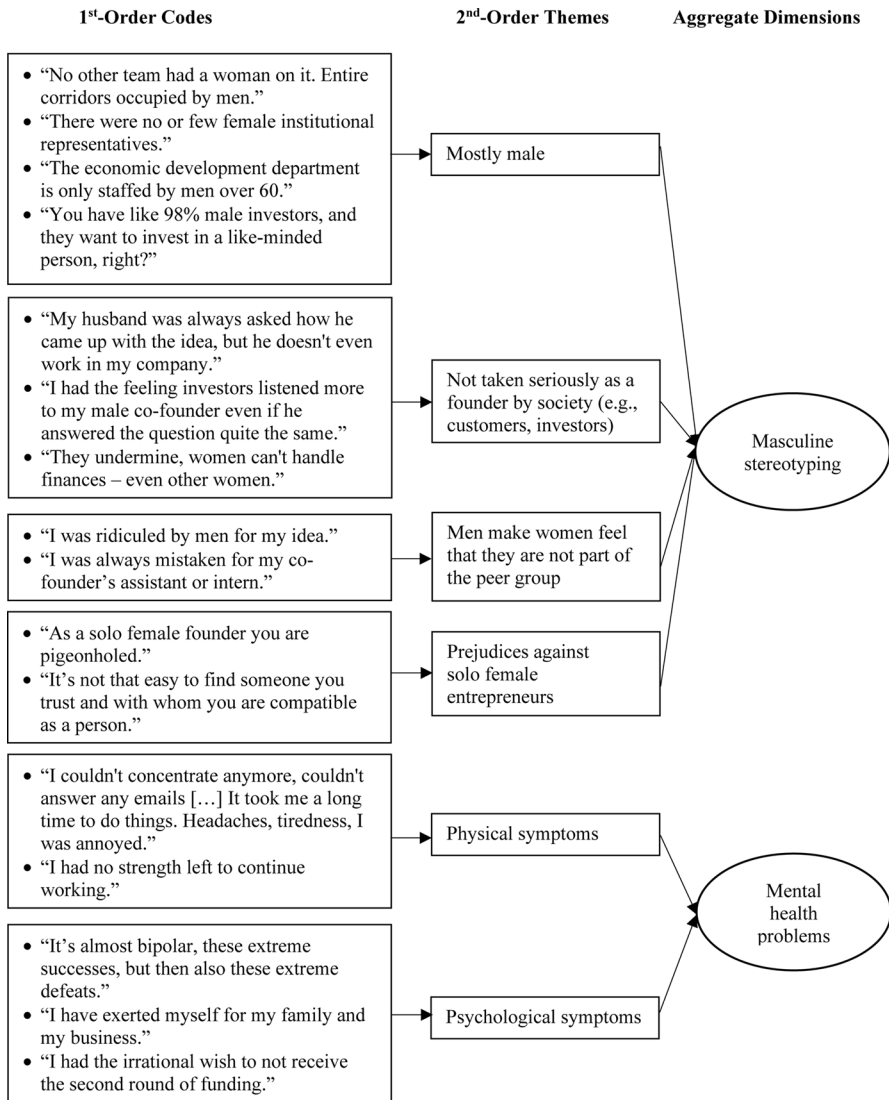 1st-Order Codes
2nd-Order Themes
Aggregate Dimensions
• “No other team had a woman on it. Entire
corridors occupied by men.”
• “There were no or few female institutional
representatives.”
• “The economic development department
is only staffed by men over 60.”
• “You have like 98% male investors, and
they want to invest in a like-minded
person, right?”
Mostly male
• “My husband was always asked how he
came up with the idea, but he doesn't even
work in my company.”
• “I had the feeling investors listened more
to my male co-founder even if he
answered the question quite the same.”
• “They undermine, women can't handle
finances – even other women.”
Not taken seriously as a
founder by society (e.g.,
customers, investors)
• “I was ridiculed by men for my idea.”
• “I was always mistaken for my co-
founder’s assistant or intern.”
Men make women feel
that they are not part of
the peer group
• “As a solo female founder you are
pigeonholed.”
• “It’s not that easy to find someone you
trust and with whom you are compatible
as a person.”
Prejudices against
solo female
entrepreneurs
Masculine
stereotyping
• “I couldn't concentrate anymore, couldn't
answer any emails […] It took me a long
time to do things. Headaches, tiredness, I
was annoyed.”
• “I had no strength left to continue
working.”
Physical symptoms
• “It’s almost bipolar, these extreme
successes, but then also these extreme
defeats.”
• “I have exerted myself for my family and
my business.”
• “I had the irrational wish to not receive
the second round of funding.”
Psychological symptoms
Mental
health
problems